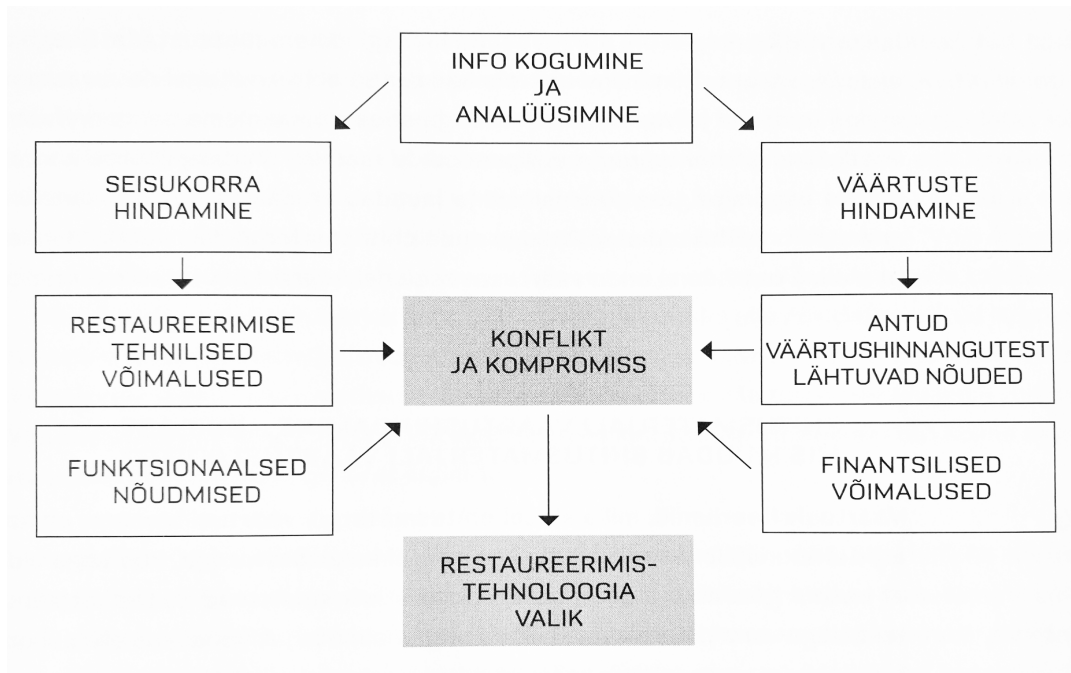 INFO KOGUMINE
JA
ANALÜÜSIMINE
SEISUKORRA
HINDAMINE
VÄÄRTUSTE
HINDAMINE
RESTAUREERIMISE
TEHNILISED
VÕIMALUSED
KONFLIKT
JA KOMPROMISS
ANTUD
VÄÄRTUSHINNANGUTEST
LÄHTUVAD NÕUDED
FUNKTSIONAALSED
NÕUDMISED
FINANTSILISED
VÕIMALUSED
RESTAUREERIMIS-
TEHNOLOOGIA
VALIK